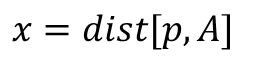 x = dist[p, A]